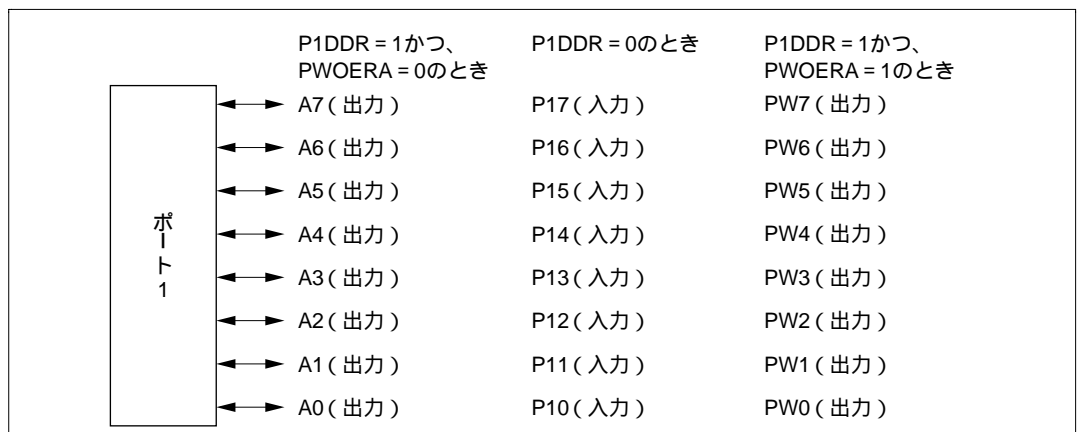 P1DDR = 1かつ、 P1DDR = 0のとき P1DDR = 1かつ、
PWOERA = 0のとき PWOERA = 1のとき
A7 ( 出力 ) P17 ( 入力 ) PW7 ( 出力 )
A6 ( 出力 ) P16 ( 入力 ) PW6 ( 出力 )
A5 ( 出力 ) P15 ( 入力 ) PW5 ( 出力 )
A4 ( 出力 ) P14 ( 入力 ) PW4 ( 出力 )
ポート1
A3 ( 出力 ) P13 ( 入力 ) PW3 ( 出力 )
A2 ( 出力 ) P12 ( 入力 ) PW2 ( 出力 )
A1 ( 出力 ) P11 ( 入力 ) PW1 ( 出力 )
A0 ( 出力 ) P10 ( 入力 ) PW0 ( 出力 )